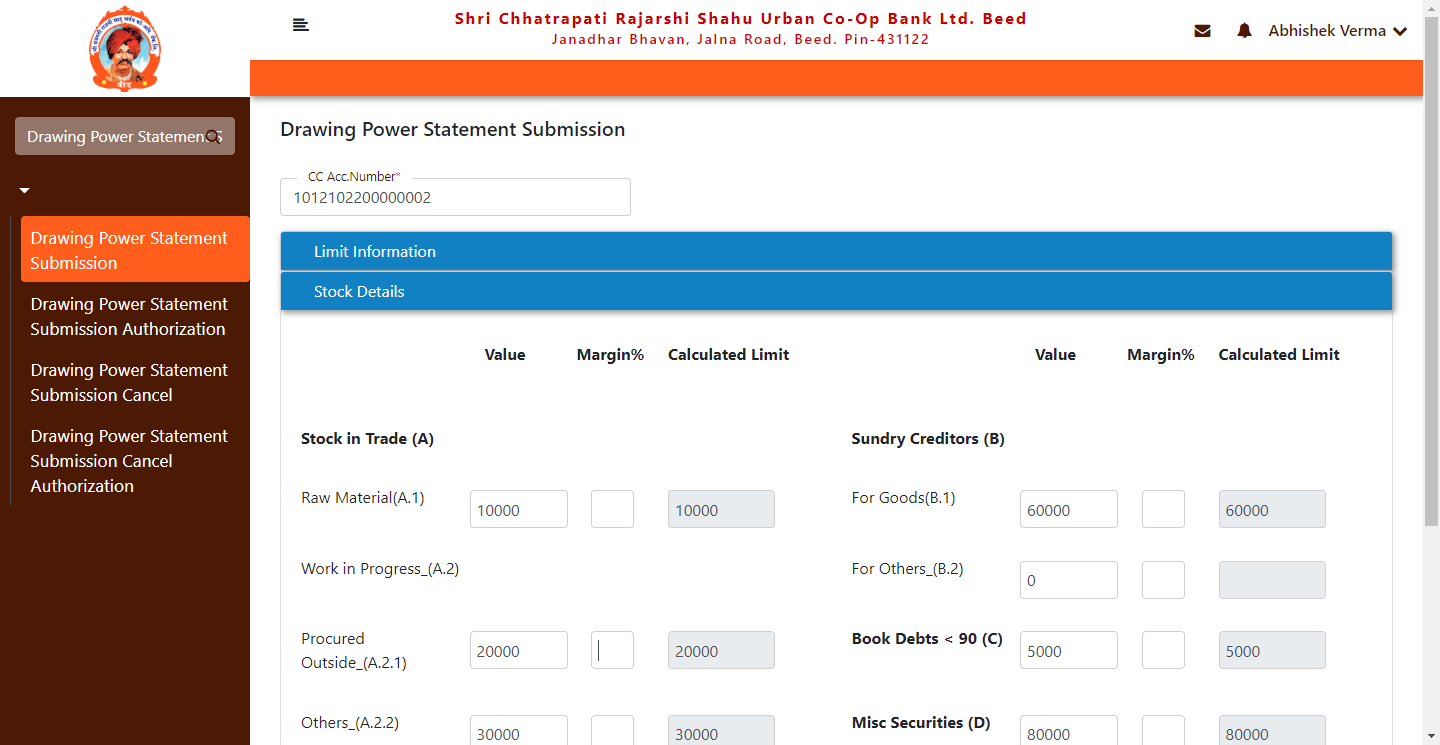 Shri Chhatrapati Rajarshi Shahu Urban Co-Op Bank Ltd. Beed
Janadhar Bhavan, Jalna Road, Beed. Pin-431122
Abhishek Verma
Drawing Power Statement S
Drawing Power Statement
Submission
Drawing Power Statement
Submission Authorization
Drawing Power Statement
Submission Cancel
Drawing Power Statement
Submission Cancel
Authorization
Drawing Power Statement Submission
CC Acc.Number*
1012102200000002
Limit Information
Stock Details
Value Margin% Calculated Limit Value Margin% Calculated Limit
Stock in Trade (A) Sundry Creditors (B)
Raw Material(A.1) 10000 10000 For Goods(B.1) 60000 60000
Work in Progress_(A.2) For Others_(B.2) 0
Procured
Outside_(A.2.1) 20000 20000 Book Debts < 90 (C) 5000 5000
Others_(A.2.2) 30000 30000 Misc Securities (D) 80000 80000